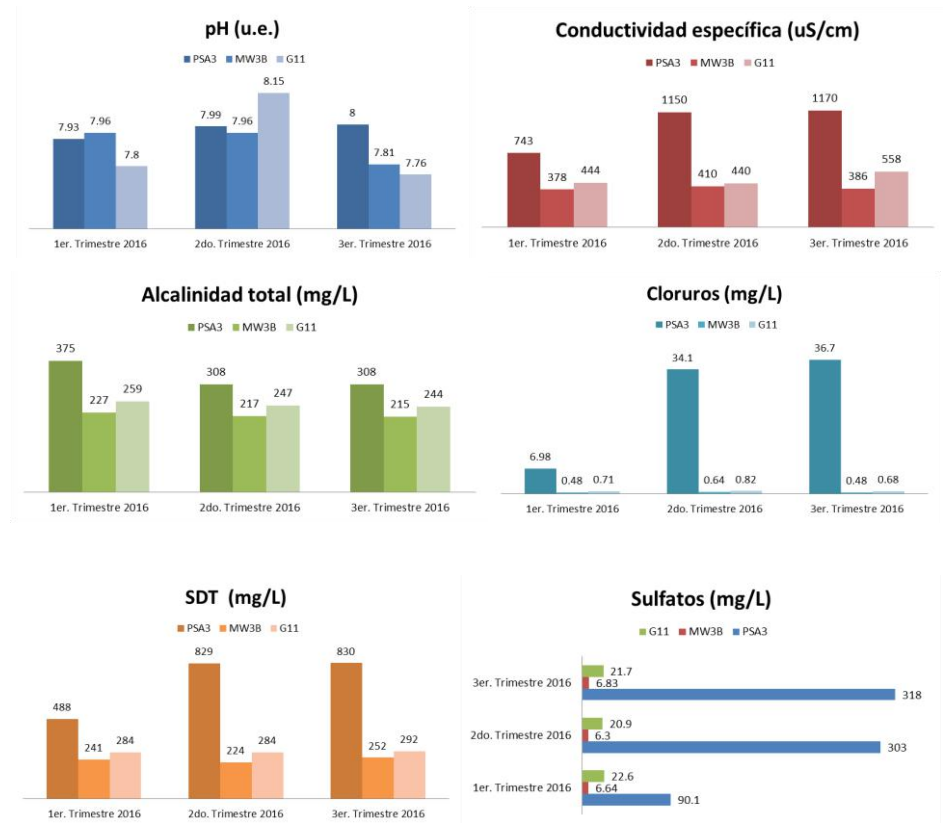 pH (u.e.)
PSA3 MW3B G11
7.93 7.96 7.8
7.99 7.96 8.15
8 7.81 7.76
1er. Trimestre 2016 2do. Trimestre 2016 3er. Trimestre 2016
Conductividad específica (uS/cm)
PSA3 MW3B G11
743 378 444
1150 410 440
1170 386 558
1er. Trimestre 2016 2do. Trimestre 2016 3er. Trimestre 2016
Alcalinidad total (mg/L)
PSA3 MW3B G11
375 227 259
308 217 247
308 215 244
1er. Trimestre 2016 2do. Trimestre 2016 3er. Trimestre 2016
Cloruros (mg/L)
PSA3 MW3B G11
6.98 0.48 0.71
34.1 0.64 0.82
36.7 0.48 0.68
1er. Trimestre 2016 2do. Trimestre 2016 3er. Trimestre 2016
SDT (mg/L)
PSA3 MW3B G11
488 241 284
829 224 284
830 252 292
1er. Trimestre 2016 2do. Trimestre 2016 3er. Trimestre 2016
Sulfatos (mg/L)
G11 MW3B PSA3
3er. Trimestre 2016 21.7 6.83 318
2do. Trimestre 2016 20.9 6.3 303
1er. Trimestre 2016 22.6 6.64 90.1